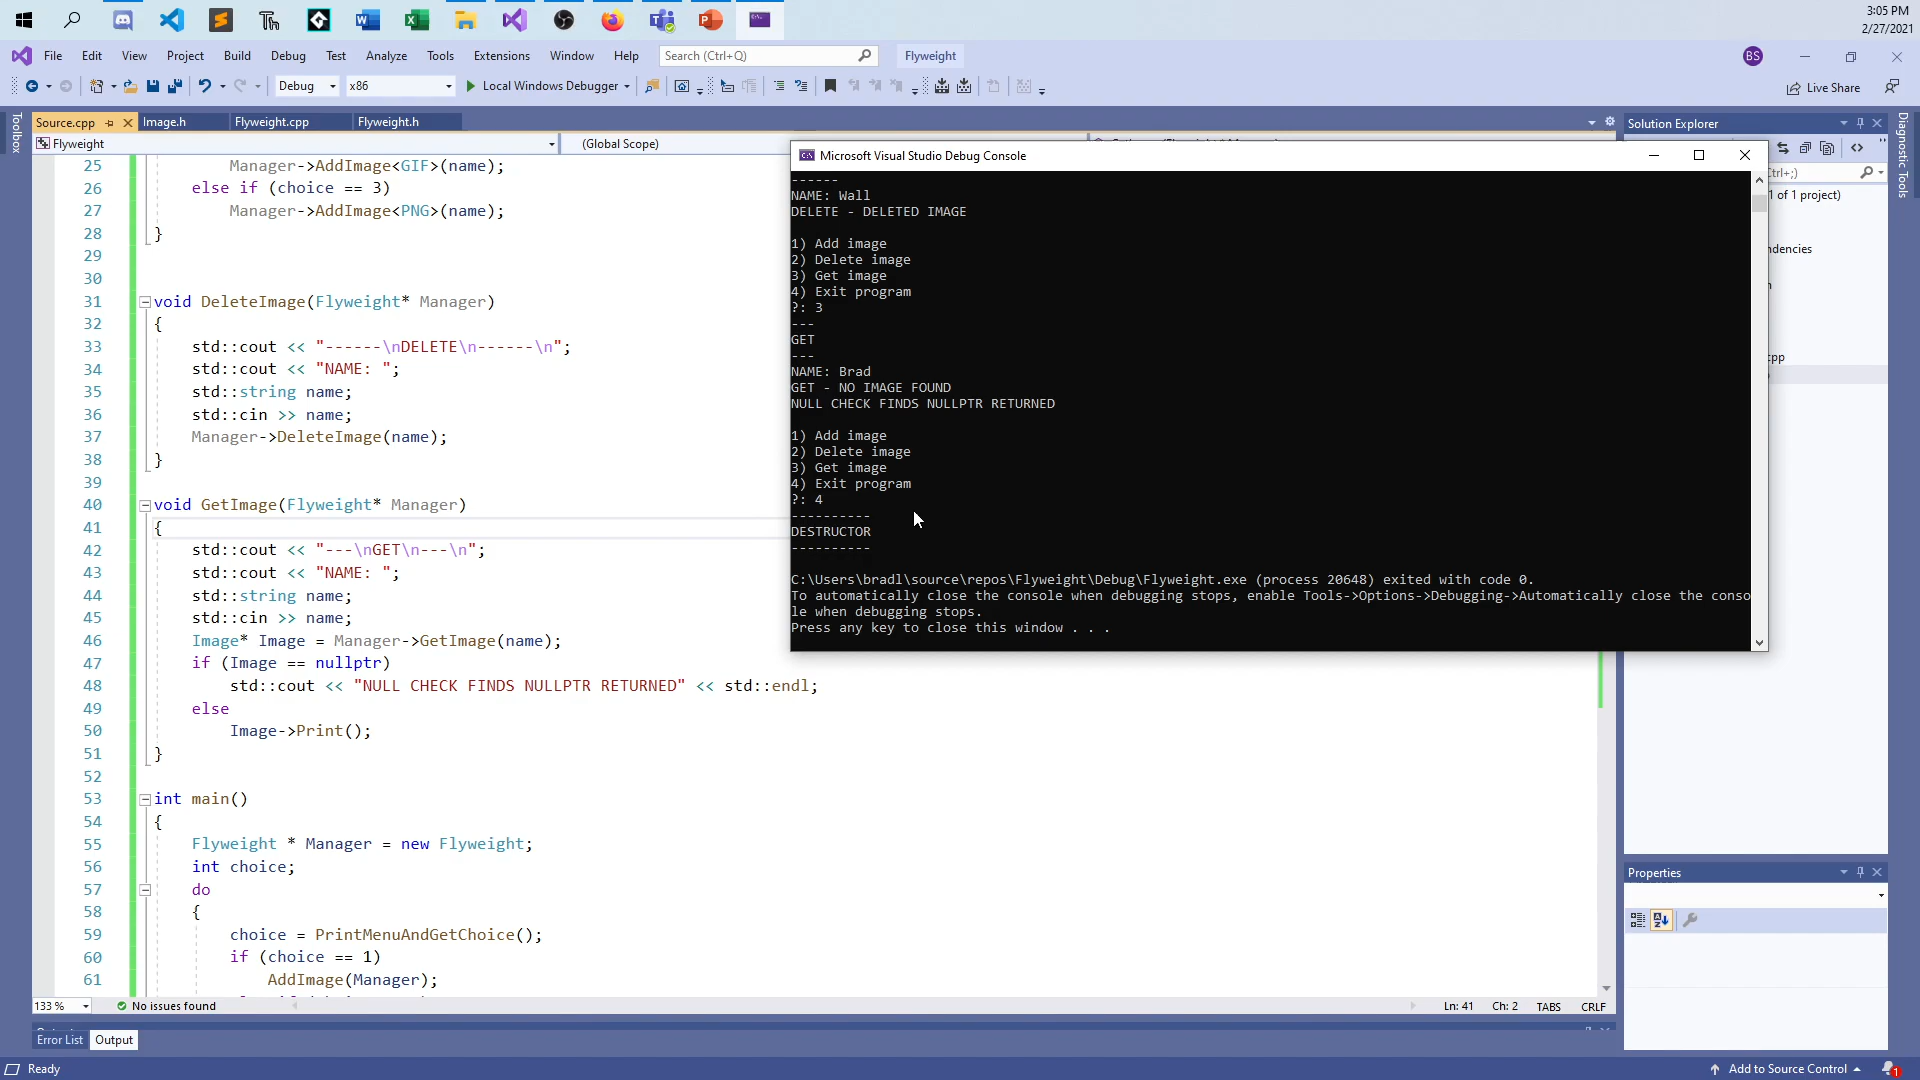 3:05 PM
2/27/2021
File Edit View Project Build Debug Test Analyze Tools Extensions Window Help Search (Ctrl+Q) Flyweight BS
Debug x86 Local Windows Debugger Live Share
Toolbox
Source.cpp Image.h Flyweight.cpp Flyweight.h
Flyweight (Global Scope)
25 Manager->AddImage<GIF>(name);
26 else if (choice == 3)
27 Manager->AddImage<PNG>(name);
28 }
29
30
31 void DeleteImage(Flyweight* Manager)
32 {
33 std::cout << "------\nDELETE\n------\n";
34 std::cout << "NAME: ";
35 std::string name;
36 std::cin >> name;
37 Manager->DeleteImage(name);
38 }
39
40 void GetImage(Flyweight* Manager)
41 {
42 std::cout << "---\nGET\n---\n";
43 std::cout << "NAME: ";
44 std::string name;
45 std::cin >> name;
46 Image* Image = Manager->GetImage(name);
47 if (Image == nullptr)
48 std::cout << "NULL CHECK FINDS NULLPTR RETURNED" << std::endl;
49 else
50 Image->Print();
51 }
52
53 int main()
54 {
55 Flyweight * Manager = new Flyweight;
56 int choice;
57 do
58 {
59 choice = PrintMenuAndGetChoice();
60 if (choice == 1)
61 AddImage(Manager);
133 % No issues found Ln: 41 Ch: 2 TABS CRLF
Microsoft Visual Studio Debug Console
------
NAME: Wall
DELETE - DELETED IMAGE
1) Add image
2) Delete image
3) Get image
4) Exit program
?: 3
---
GET
---
NAME: Brad
GET - NO IMAGE FOUND
NULL CHECK FINDS NULLPTR RETURNED
1) Add image
2) Delete image
3) Get image
4) Exit program
?: 4
----------
DESTRUCTOR
----------
C:\Users\bradl\source\repos\Flyweight\Debug\Flyweight.exe (process 20648) exited with code 0.
To automatically close the console when debugging stops, enable Tools->Options->Debugging->Automatically close the conso
le when debugging stops.
Press any key to close this window . . .
Solution Explorer
Ctrl+;)
1 of 1 project)
ndencies
cpp
Diagnostic Tools
Properties
Error List Output
Ready Add to Source Control 1